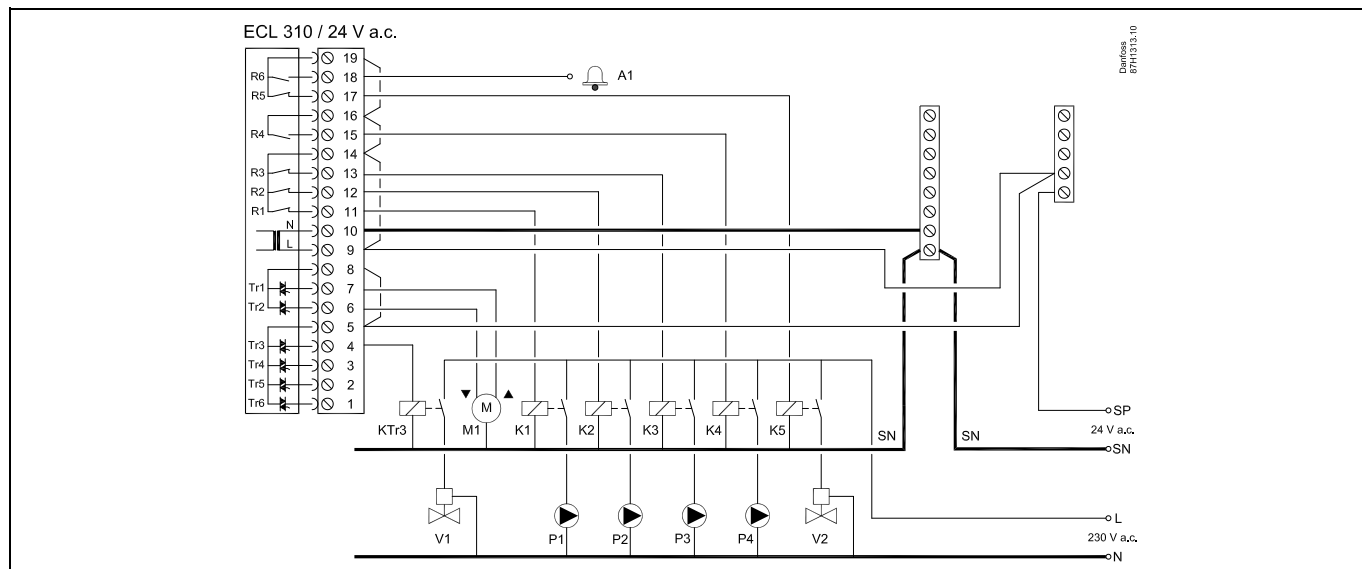 ECL 310 / 24 V a.c.
Danfoss
87H1313.10
19
R6 18 A1
R5 17
16
R4 15
14
R3 13
R2 12
R1 11
N 10
L 9
8
Tr1 7
Tr2 6
5
Tr3 4
Tr4 3
Tr5 2
Tr6 1
M
KTr3 M1 K1 K2 K3 K4 K5 SN SN
SP
24 V a.c.
SN
V1 P1 P2 P3 P4 V2
L
230 V a.c.
N